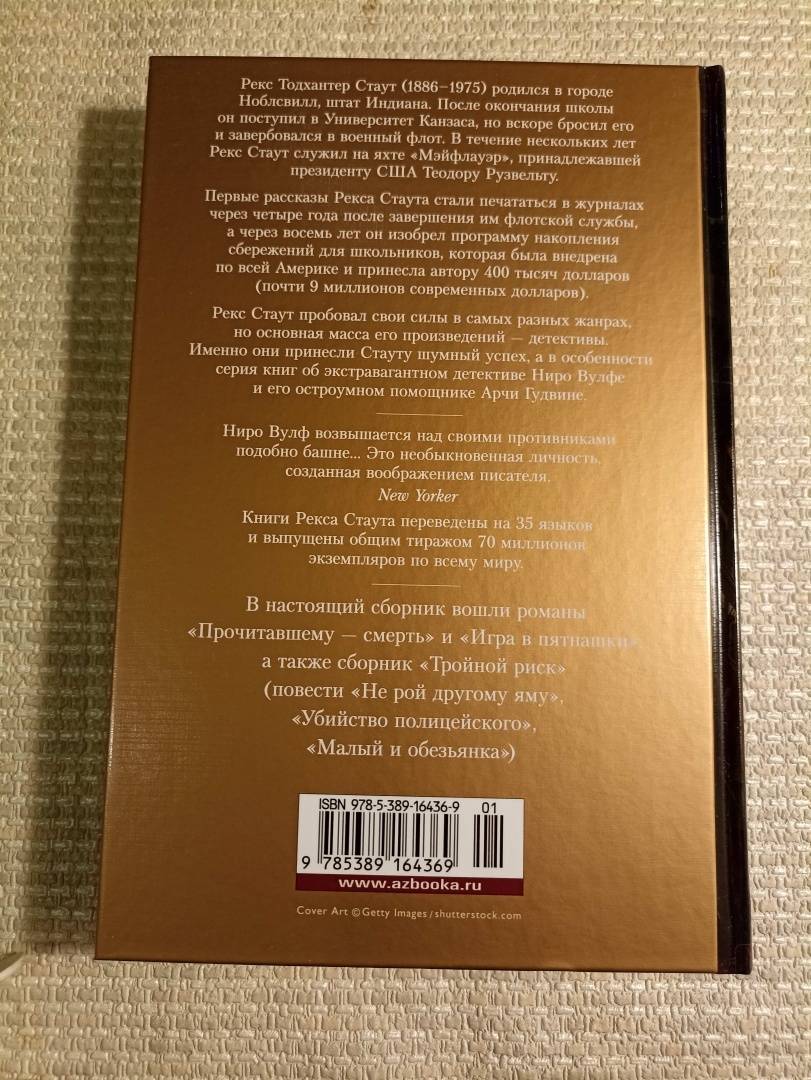 Рекс Тодхантер Стаут (1886–1975) родился в городе
Ноблсвилл, штат Индиана. После окончания школы
он поступил в Университет Канзаса, но вскоре бросил его
и завербовался в военный флот. В течение нескольких лет
Рекс Стаут служил на яхте «Мэйфлауэр», принадлежавшей
президенту США Теодору Рузвельту.
Первые рассказы Рекса Стаута стали печататься в журналах
через четыре года после завершения им флотской службы,
а через восемь лет он изобрел программу накопления
сбережений для школьников, которая была внедрена
по всей Америке и принесла автору 400 тысяч долларов
(почти 9 миллионов современных долларов).
Рекс Стаут пробовал свои силы в самых разных жанрах,
но основная масса его произведений — детективы.
Именно они принесли Стауту шумный успех, а в особенности
серия книг об экстравагантном детективе Ниро Вулфе
и его остроумном помощнике Арчи Гудвине.
Ниро Вулф возвышается над своими противниками
подобно башне... Это необыкновенная личность,
созданная воображением писателя.
New Yorker
Книги Рекса Стаута переведены на 35 языков
и выпущены общим тиражом 70 миллионов
экземпляров по всему миру.
В настоящий сборник вошли романы
«Прочитавшему — смерть» и «Игра в пятнашки»
а также сборник «Тройной риск»
(повести «Не рой другому яму»,
«Убийство полицейского»,
«Малый и обезьянка»)
ISBN 978-5-389-16436-9 01
9 785389 164369
www.azbooka.ru
Cover Art © Getty Images / shutterstock.com